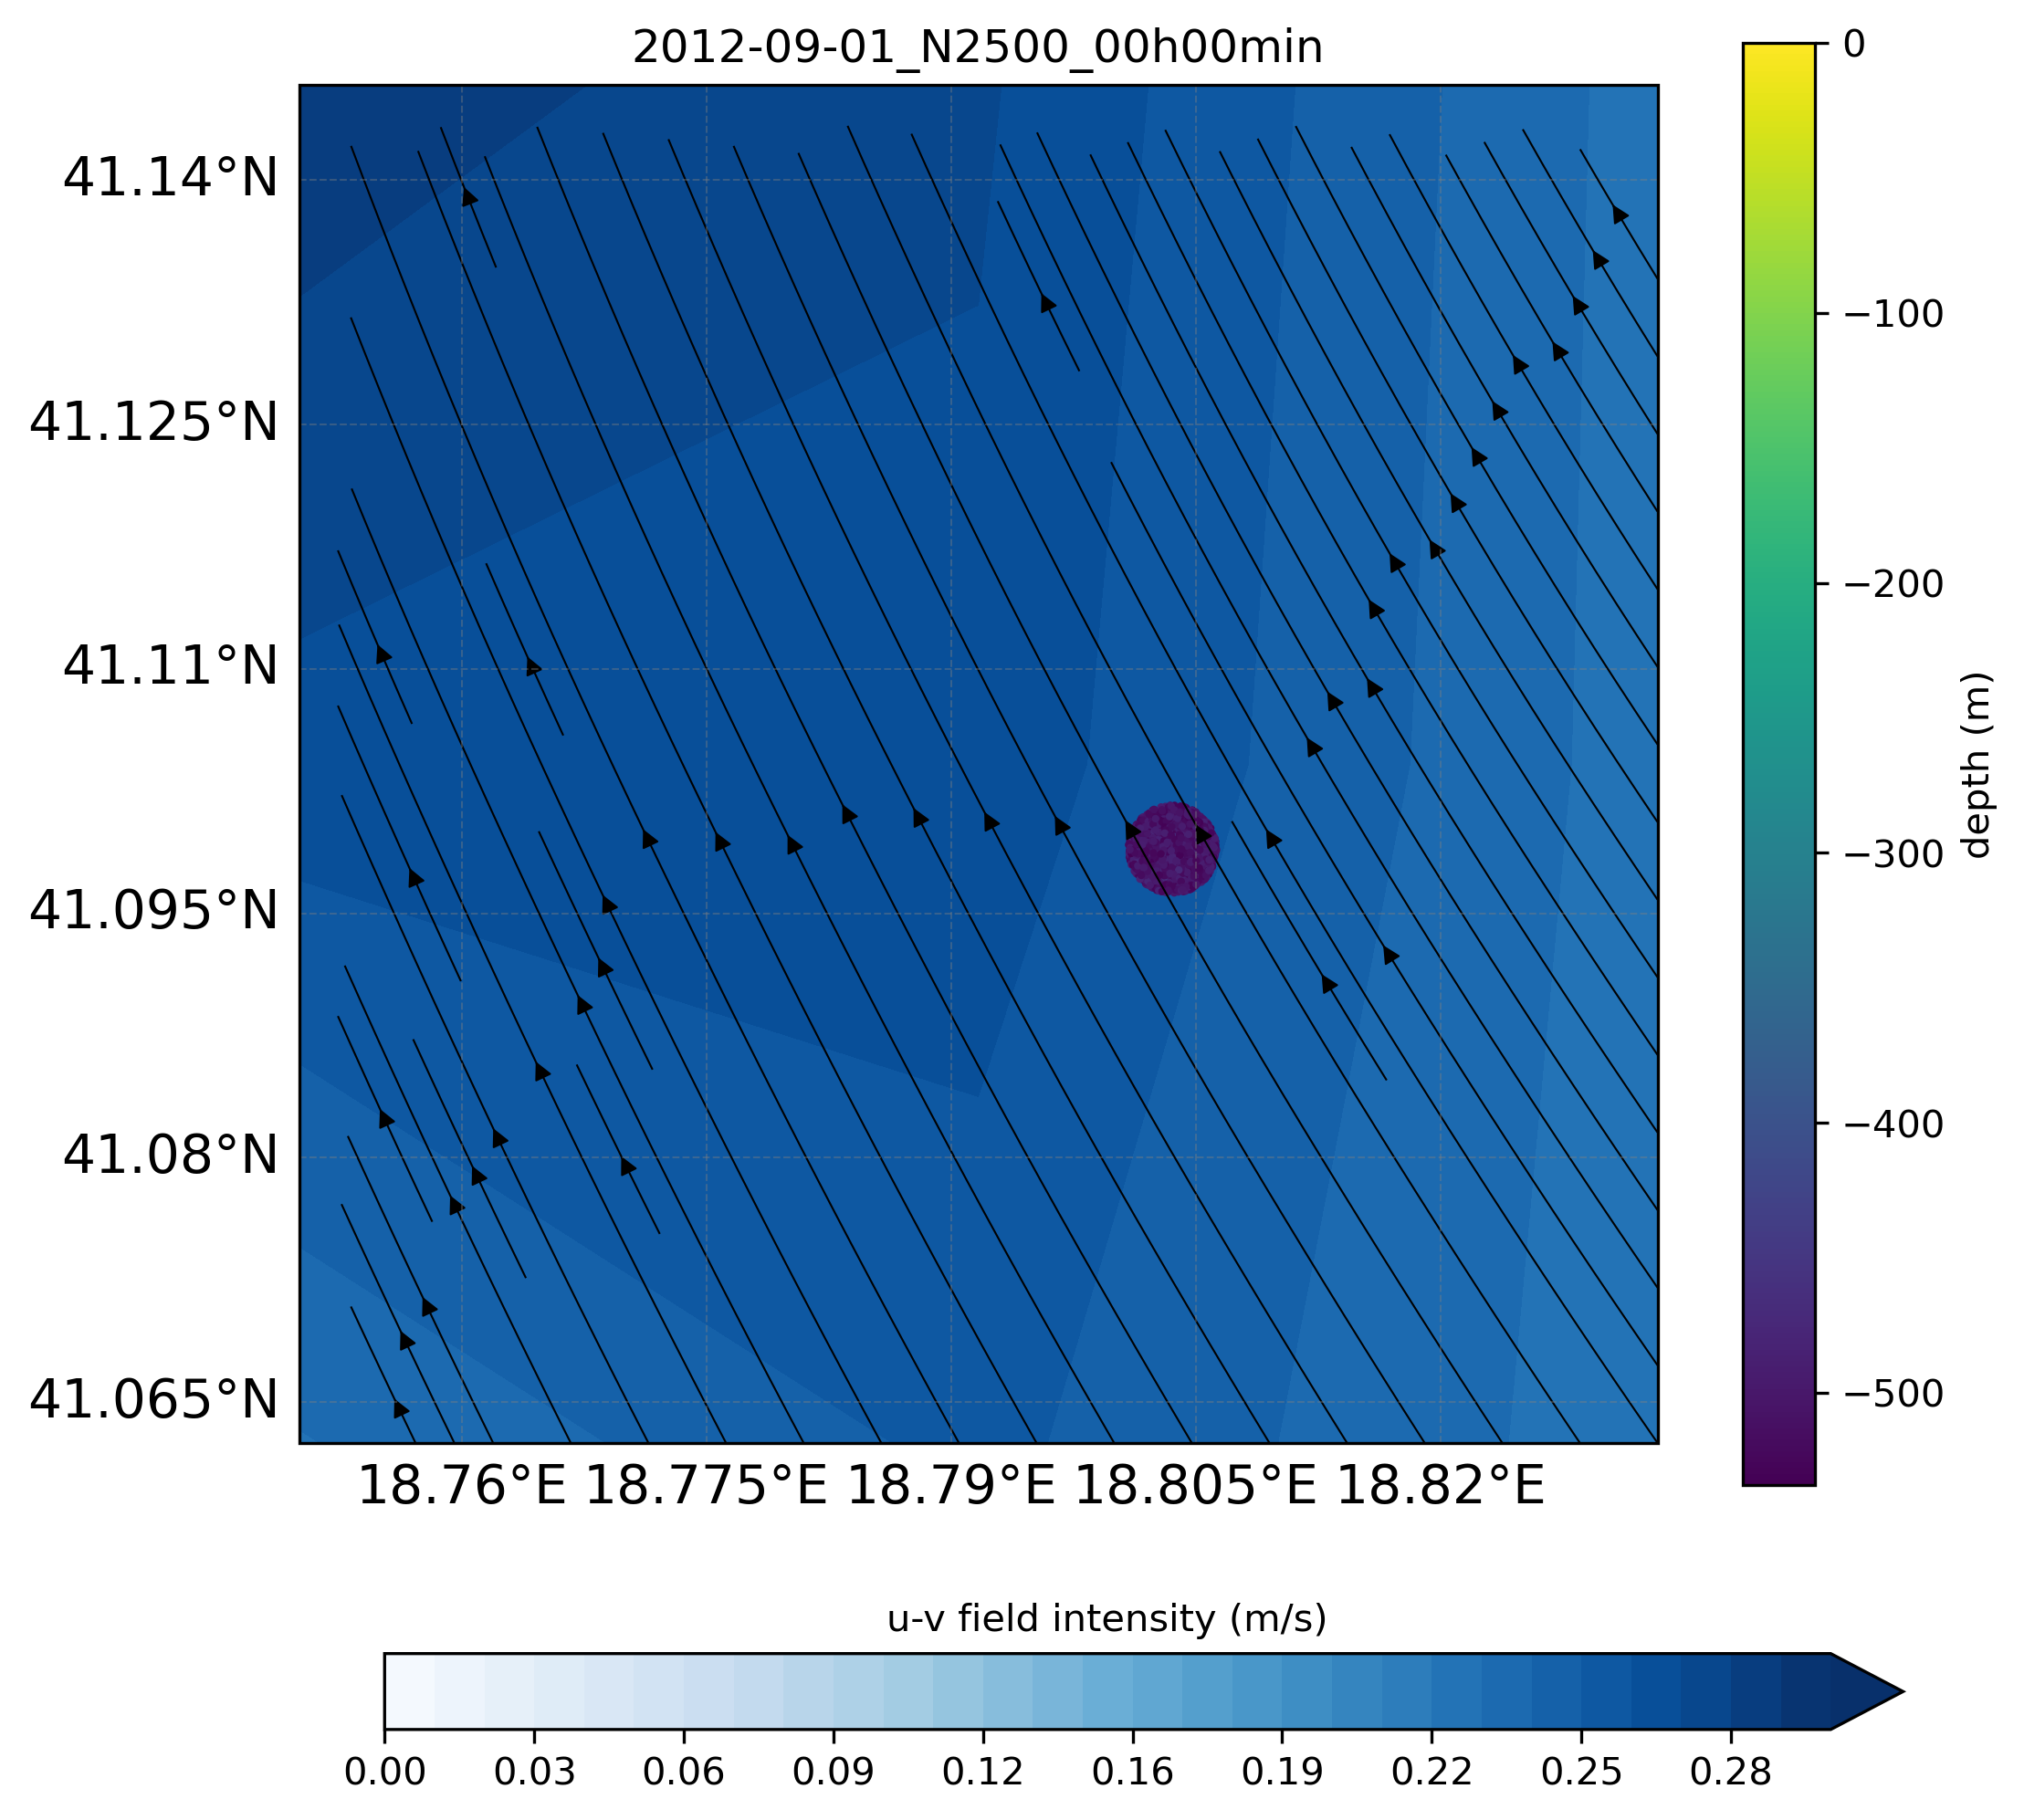 2012-09-01_N2500_00h00min
41.14°N
41.125°N
41.11°N
41.095°N
41.08°N
41.065°N
18.76°E 18.775°E 18.79°E 18.805°E 18.82°E
0
−100
−200
−300
−400
−500
depth (m)
u-v field intensity (m/s)
0.00 0.03 0.06 0.09 0.12 0.16 0.19 0.22 0.25 0.28